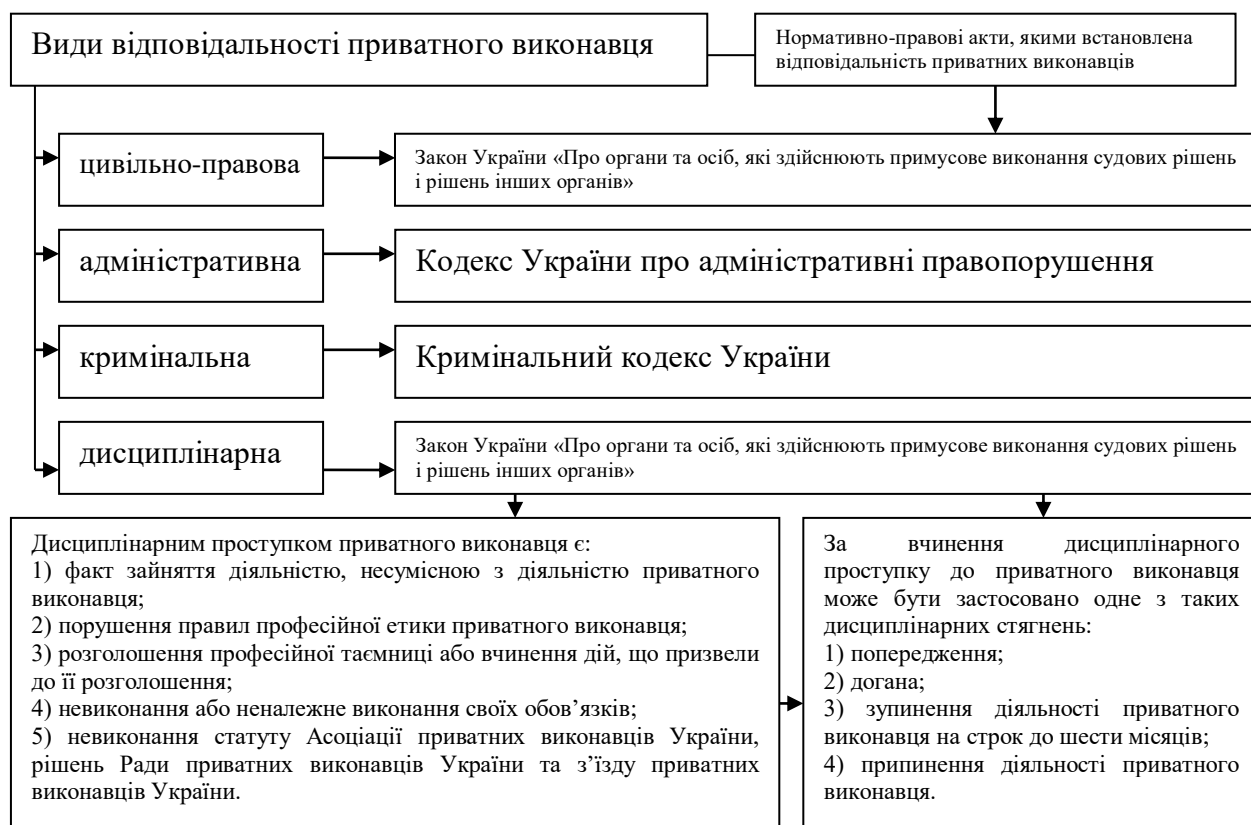 Види відповідальності приватного виконавця
Нормативно-правові акти, якими встановлена
відповідальність приватних виконавців
цивільно-правова
Закон України «Про органи та осіб, які здійснюють примусове виконання судових рішень
і рішень інших органів»
адміністративна
Кодекс України про адміністративні правопорушення
кримінальна
Кримінальний кодекс України
дисциплінарна
Закон України «Про органи та осіб, які здійснюють примусове виконання судових рішень
і рішень інших органів»
Дисциплінарним проступком приватного виконавця є:
1) факт зайняття діяльністю, несумісною з діяльністю приватного
виконавця;
2) порушення правил професійної етики приватного виконавця;
3) розголошення професійної таємниці або вчинення дій, що призвели
до її розголошення;
4) невиконання або неналежне виконання своїх обов’язків;
5) невиконання статуту Асоціації приватних виконавців України,
рішень Ради приватних виконавців України та з’їзду приватних
виконавців України.
За вчинення дисциплінарного
проступку до приватного виконавця
може бути застосовано одне з таких
дисциплінарних стягнень:
1) попередження;
2) догана;
3) зупинення діяльності приватного
виконавця на строк до шести місяців;
4) припинення діяльності приватного
виконавця.